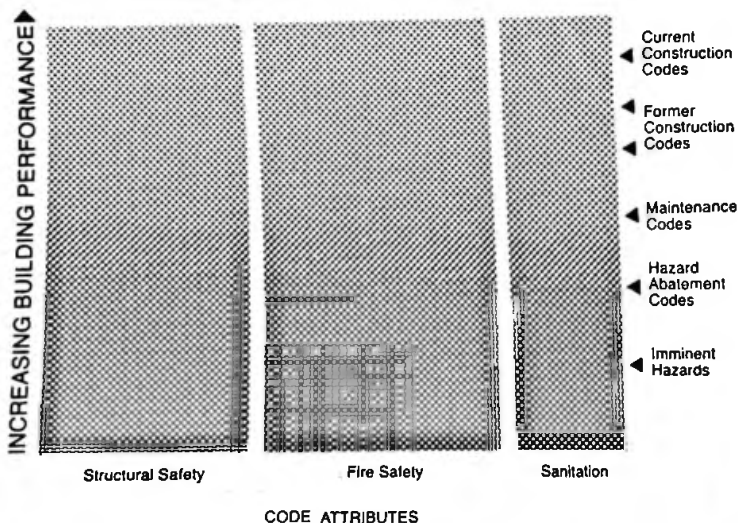 INCREASING BUILDING PERFORMANCE
Current
Construction
Codes
Former
Construction
Codes
Maintenance
Codes
Hazard
Abatement
Codes
Imminent
Hazards
Structural Safety
Fire Safety
Sanitation
CODE ATTRIBUTES